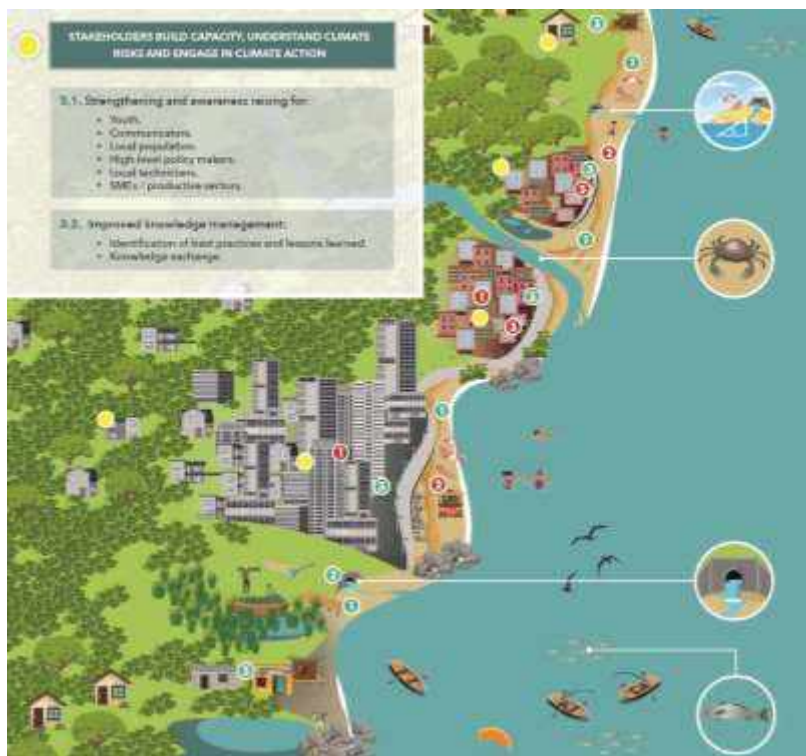 STAKEHOLDERS BUILD CAPACITY, UNDERSTAND CLIMATE
RISKS AND ENGAGE IN CLIMATE ACTION
3.1. Strengthening and awareness raising for:
• Youth.
• Communicators.
• Local population.
• High level policy makers.
• Local technicians.
• SMEs / productive sectors.
3.2. Improved knowledge management:
• Identification of best practices and lessons learned.
• Knowledge exchange.